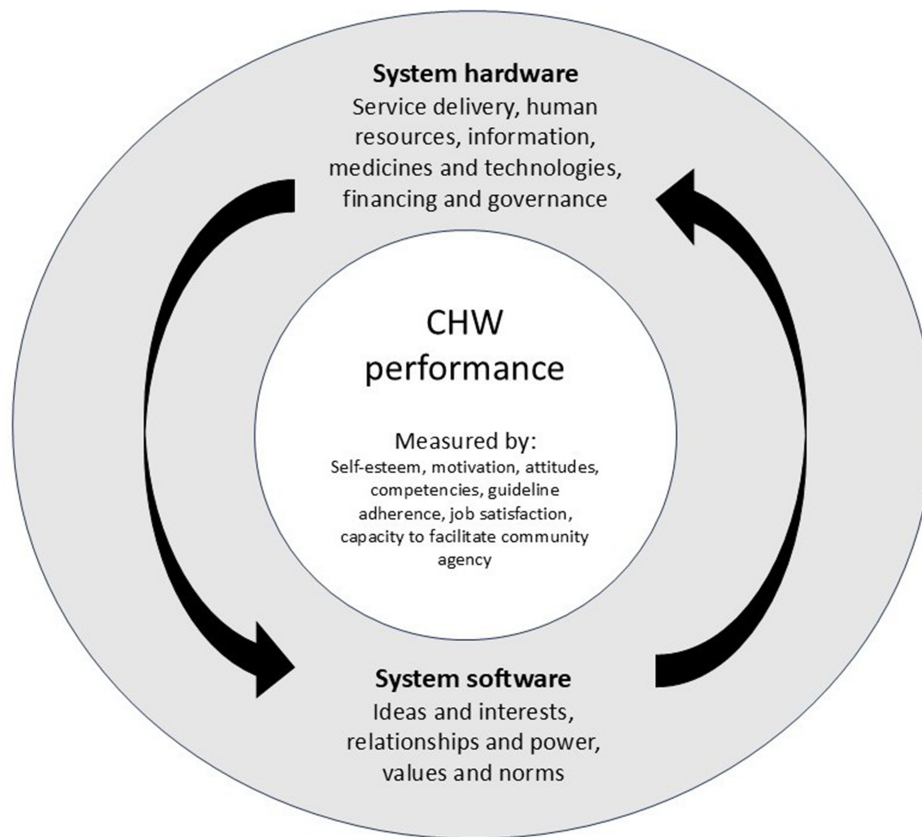 System hardware
Service delivery, human
resources, information,
medicines and technologies,
financing and governance
CHW
performance
Measured by:
Self-esteem, motivation, attitudes,
competencies, guideline
adherence, job satisfaction,
capacity to facilitate community
agency
System software
Ideas and interests,
relationships and power,
values and norms